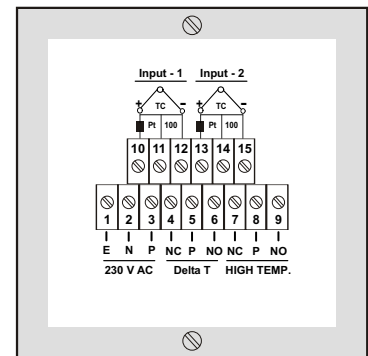 Input - 1 Input - 2
+ TC - + TC -
Pt 100 Pt 100
10 11 12 13 14 15
1 2 3 4 5 6 7 8 9
E N P NC P NO NC P NO
230 V AC Delta T HIGH TEMP.